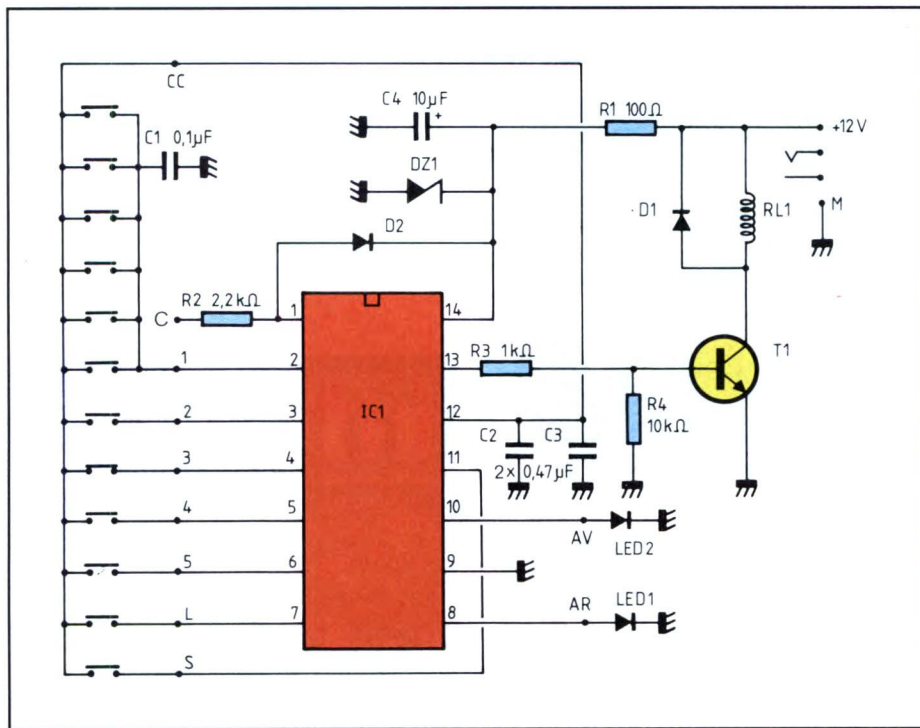 CC
C4 10µF
+
R1 100Ω
+12V
C1 0,1µF
DZ1
D1
RL1
M
D2
R2 2,2kΩ
C
1
14
R3 1kΩ
T1
1
2
13
IC1
R4
10kΩ
2
3
12
C2
C3
2x0,47µF
3
4
11
4
5
10
AV
LED2
5
6
9
L
7
8
AR
LED1
S